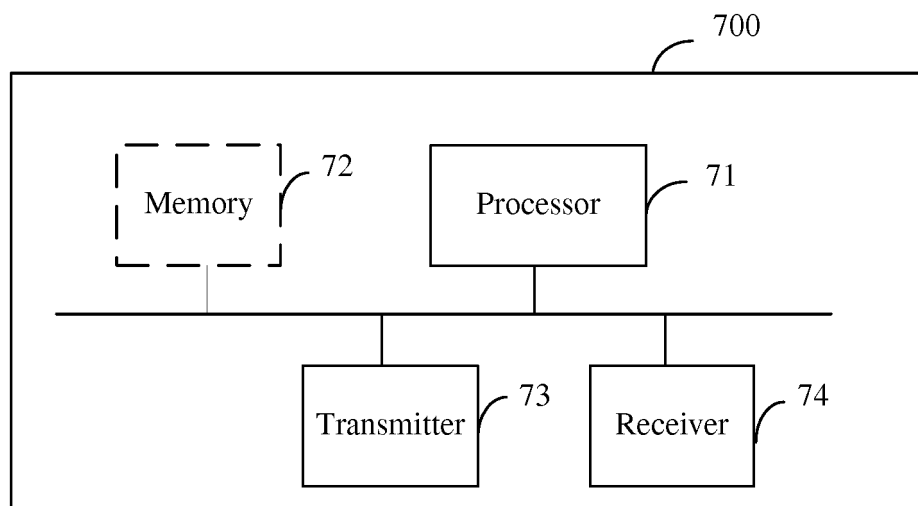 700
Memory
72
Processor
71
Transmitter
73
Receiver
74